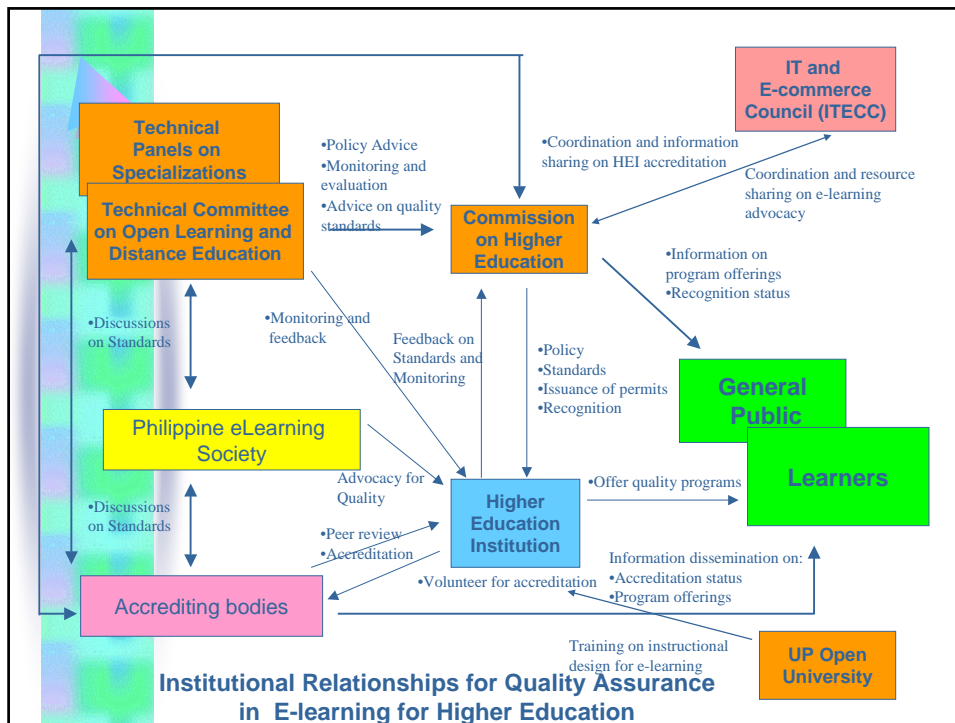 IT and
E-commerce
Council (ITECC)
Technical
Panels on
Specializations
•Policy Advice
•Monitoring and
evaluation
•Advice on quality
standards
•Coordination and information
sharing on HEI accreditation
Coordination and resource
sharing on e-learning
advocacy
Technical Committee
on Open Learning and
Distance Education
Commission
on Higher
Education
•Information on
program offerings
•Recognition status
•Discussions
on Standards
•Monitoring and
feedback
Feedback on
Standards and
Monitoring
•Policy
•Standards
•Issuance of permits
•Recognition
General
Public
Philippine eLearning
Society
Learners
Advocacy for
Quality
Higher
Education
Institution
•Offer quality programs
•Discussions
on Standards
•Peer review
•Accreditation
•Volunteer for accreditation
Information dissemination on:
•Accreditation status
•Program offerings
Accrediting bodies
Training on instructional
design for e-learning
UP Open
University
Institutional Relationships for Quality Assurance
in E-learning for Higher Education